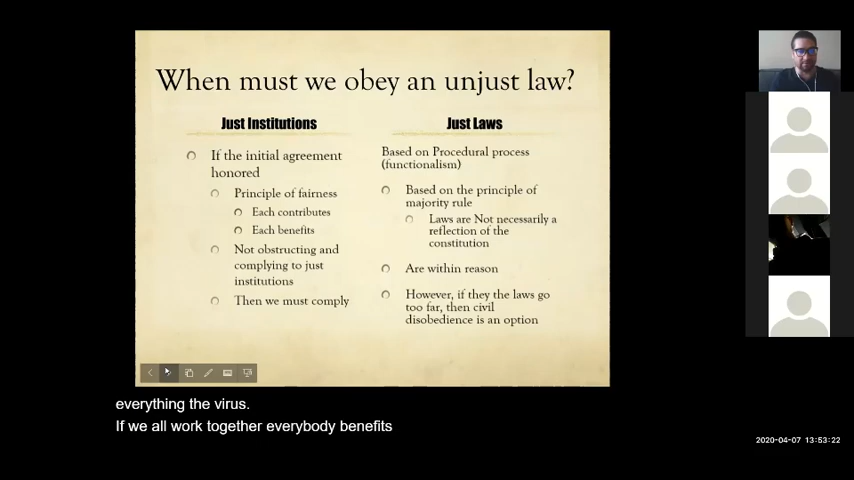 When must we obey an unjust law?
Just Institutions
If the initial agreement
honored
Principle of fairness
Each contributes
Each benefits
Not obstructing and
complying to just
institutions
Then we must comply
Just Laws
Based on Procedural process
(functionalism)
Based on the principle of
majority rule
Laws are Not necessarily a
reflection of the
constitution
Are within reason
However, if they the laws go
too far, then civil
disobedience is an option
everything the virus.
If we all work together everybody benefits
2020-04-07 13:53:22